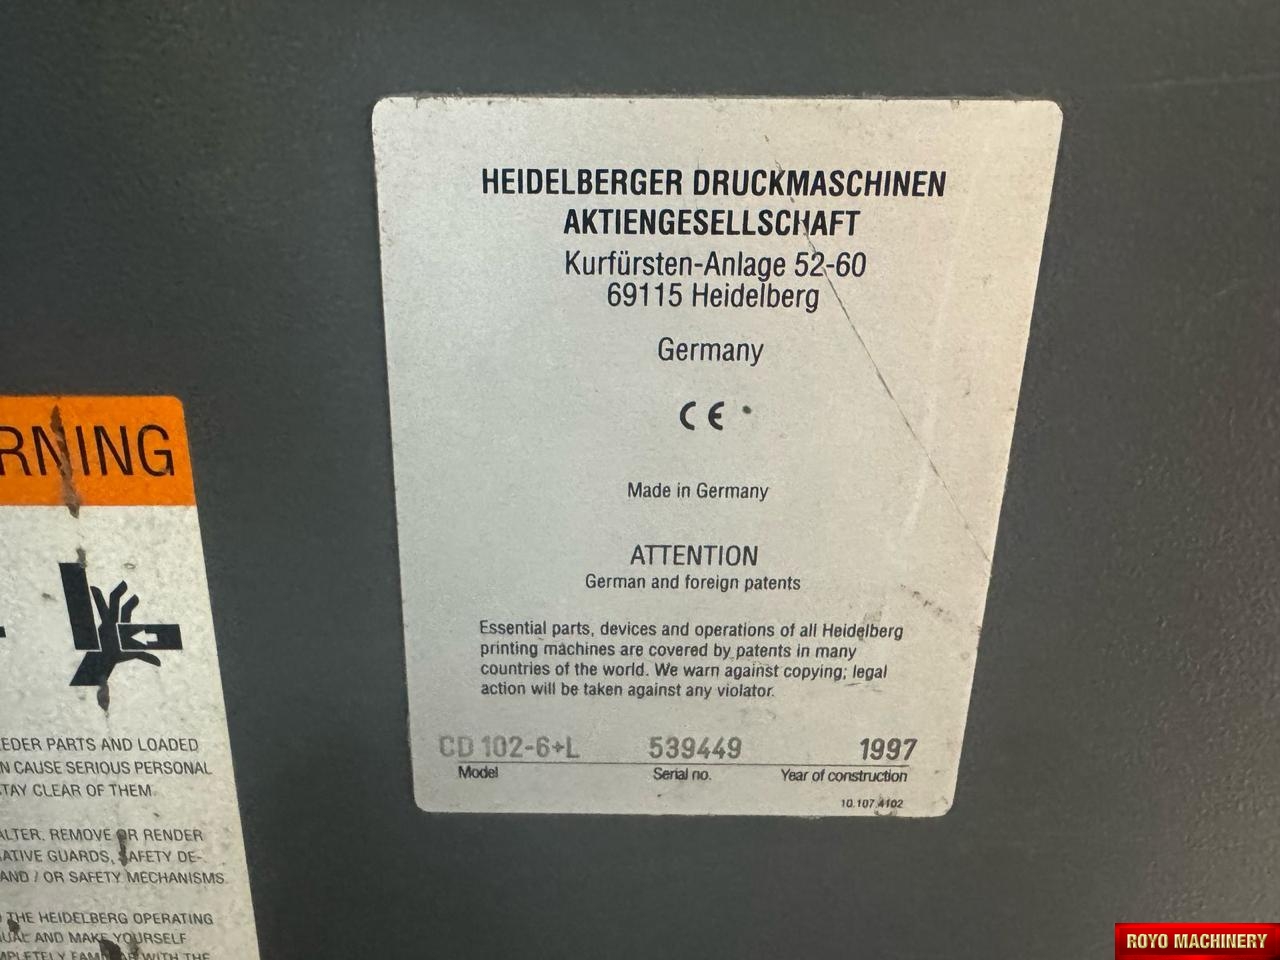 HEIDELBERGER DRUCKMASCHINEN
AKTIENGESELLSCHAFT
Kurfürsten-Anlage 52-60
69115 Heidelberg
Germany
CE
Made in Germany
ATTENTION
German and foreign patents
Essential parts, devices and operations of all Heidelberg
printing machines are covered by patents in many
countries of the world. We warn against copying; legal
action will be taken against any violator.
CD 102-6+L 539449 1997
Model Serial no. Year of construction
10.107.4102
RNING
EDER PARTS AND LOADED
N CAUSE SERIOUS PERSONAL
TAY CLEAR OF THEM.
ALTER, REMOVE OR RENDER
ATIVE GUARDS, SAFETY DE-
AND / OR SAFETY MECHANISMS
THE HEIDELBERG OPERATING
UAL AND MAKE YOURSELF
WITH THE
ROYO MACHINERY